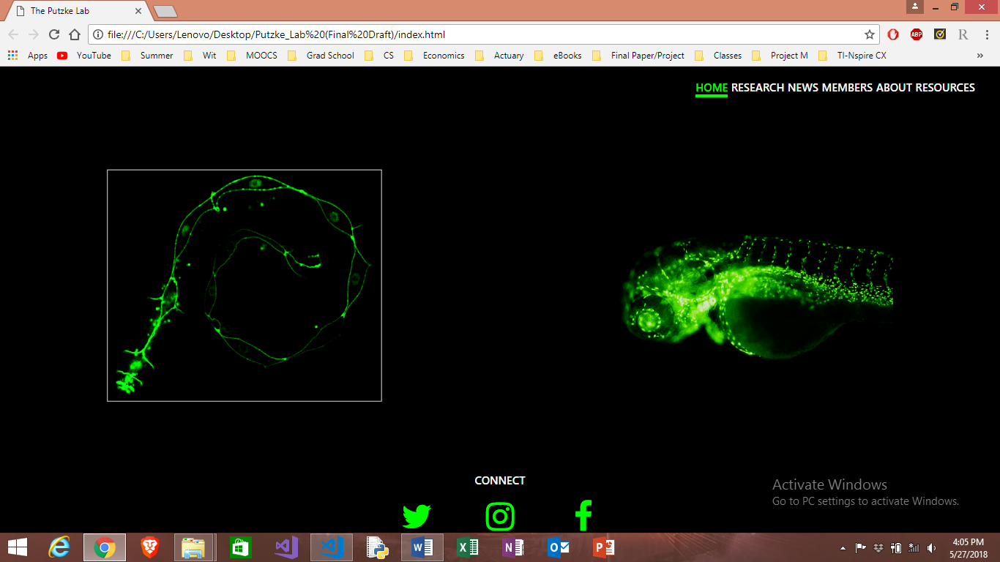 The Putzke Lab
file:///C:/Users/Lenovo/Desktop/Putzke_Lab%20(Final%20Draft)/index.html
ABP
R
Apps YouTube Summer Wit MOOCS Grad School CS Economics Actuary eBooks Final Paper/Project Classes Project M TI-Nspire CX »
HOME RESEARCH NEWS MEMBERS ABOUT RESOURCES
CONNECT
Activate Windows
Go to PC settings to activate Windows.
4:05 PM
5/27/2018